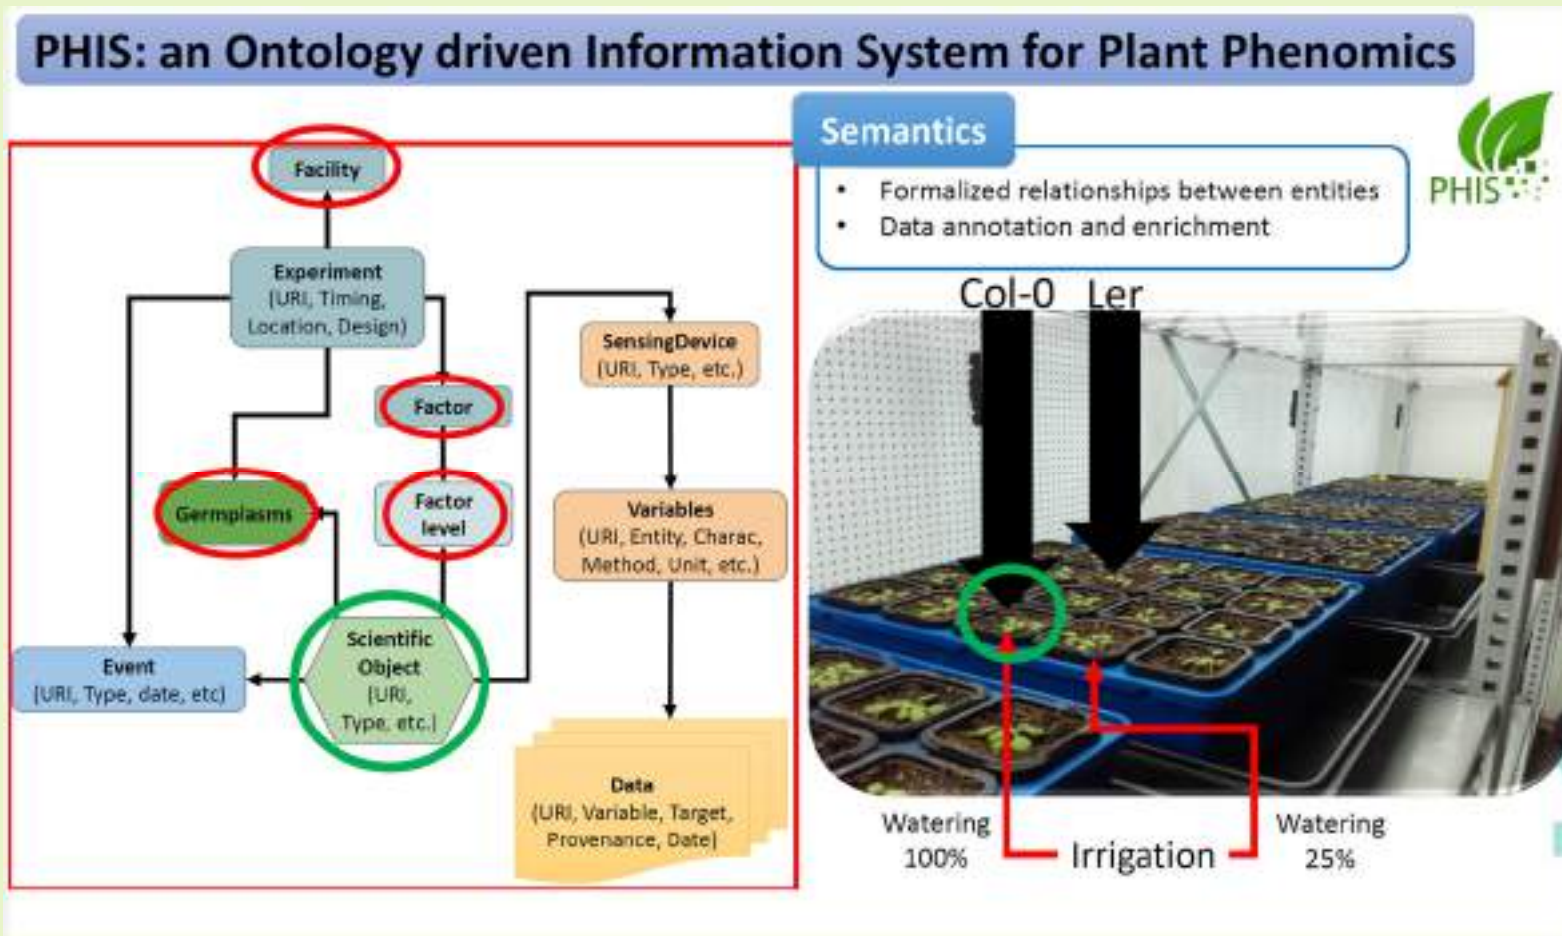 PHIS: an Ontology driven Information System for Plant Phenomics
Semantics
• Formalized relationships between entities
• Data annotation and enrichment
PHIS
Facility
Experiment
(URI, Timing,
Location, Design)
Factor
Factor
level
Germplasms
Scientific
Object
(URI,
Type, etc.)
Event
(URI, Type, date, etc)
SensingDevice
(URI, Type, etc.)
Variables
(URI, Entity, Charac,
Method, Unit, etc.)
Data
(URI, Variable, Target,
Provenance, Date)
Col-0 Ler
Watering
100%
Irrigation
Watering
25%